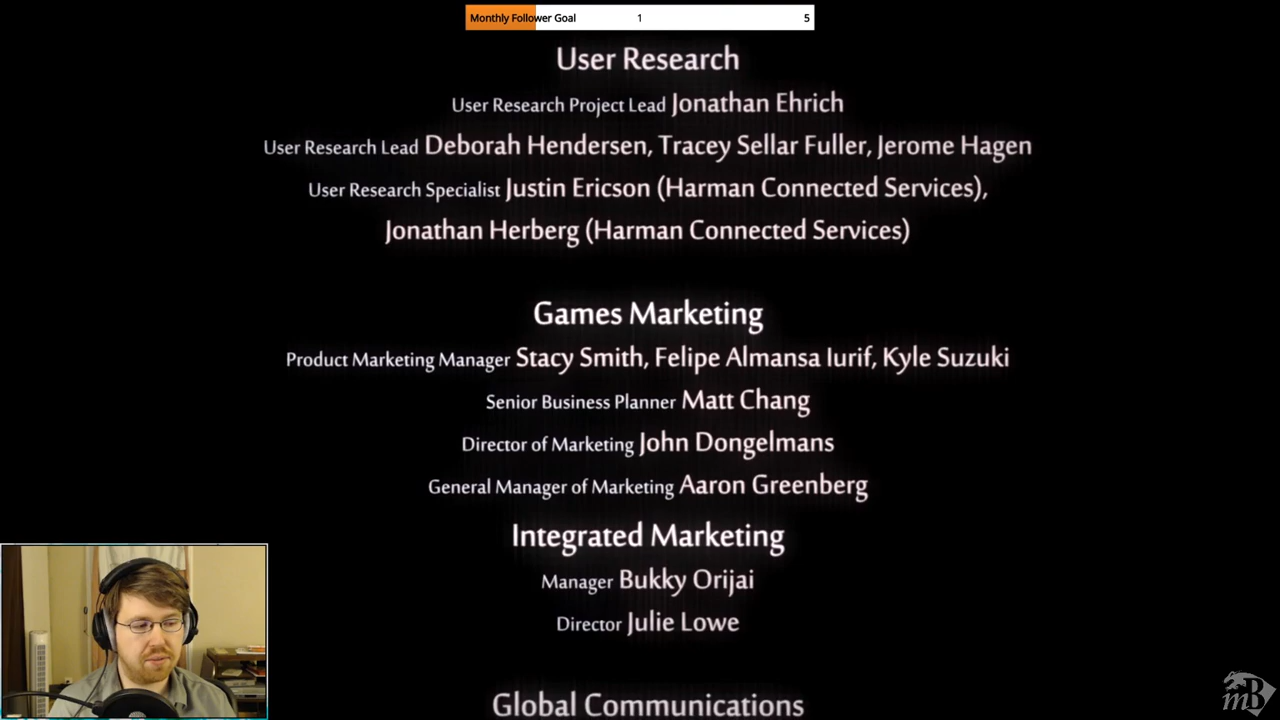 Monthly Follower Goal 1 5
User Research
User Research Project Lead Jonathan Ehrich
User Research Lead Deborah Hendersen, Tracey Sellar Fuller, Jerome Hagen
User Research Specialist Justin Ericson (Harman Connected Services),
Jonathan Herberg (Harman Connected Services)
Games Marketing
Product Marketing Manager Stacy Smith, Felipe Almansa Iurif, Kyle Suzuki
Senior Business Planner Matt Chang
Director of Marketing John Dongelmans
General Manager of Marketing Aaron Greenberg
Integrated Marketing
Manager Bukky Orijai
Director Julie Lowe
Global Communications
mB